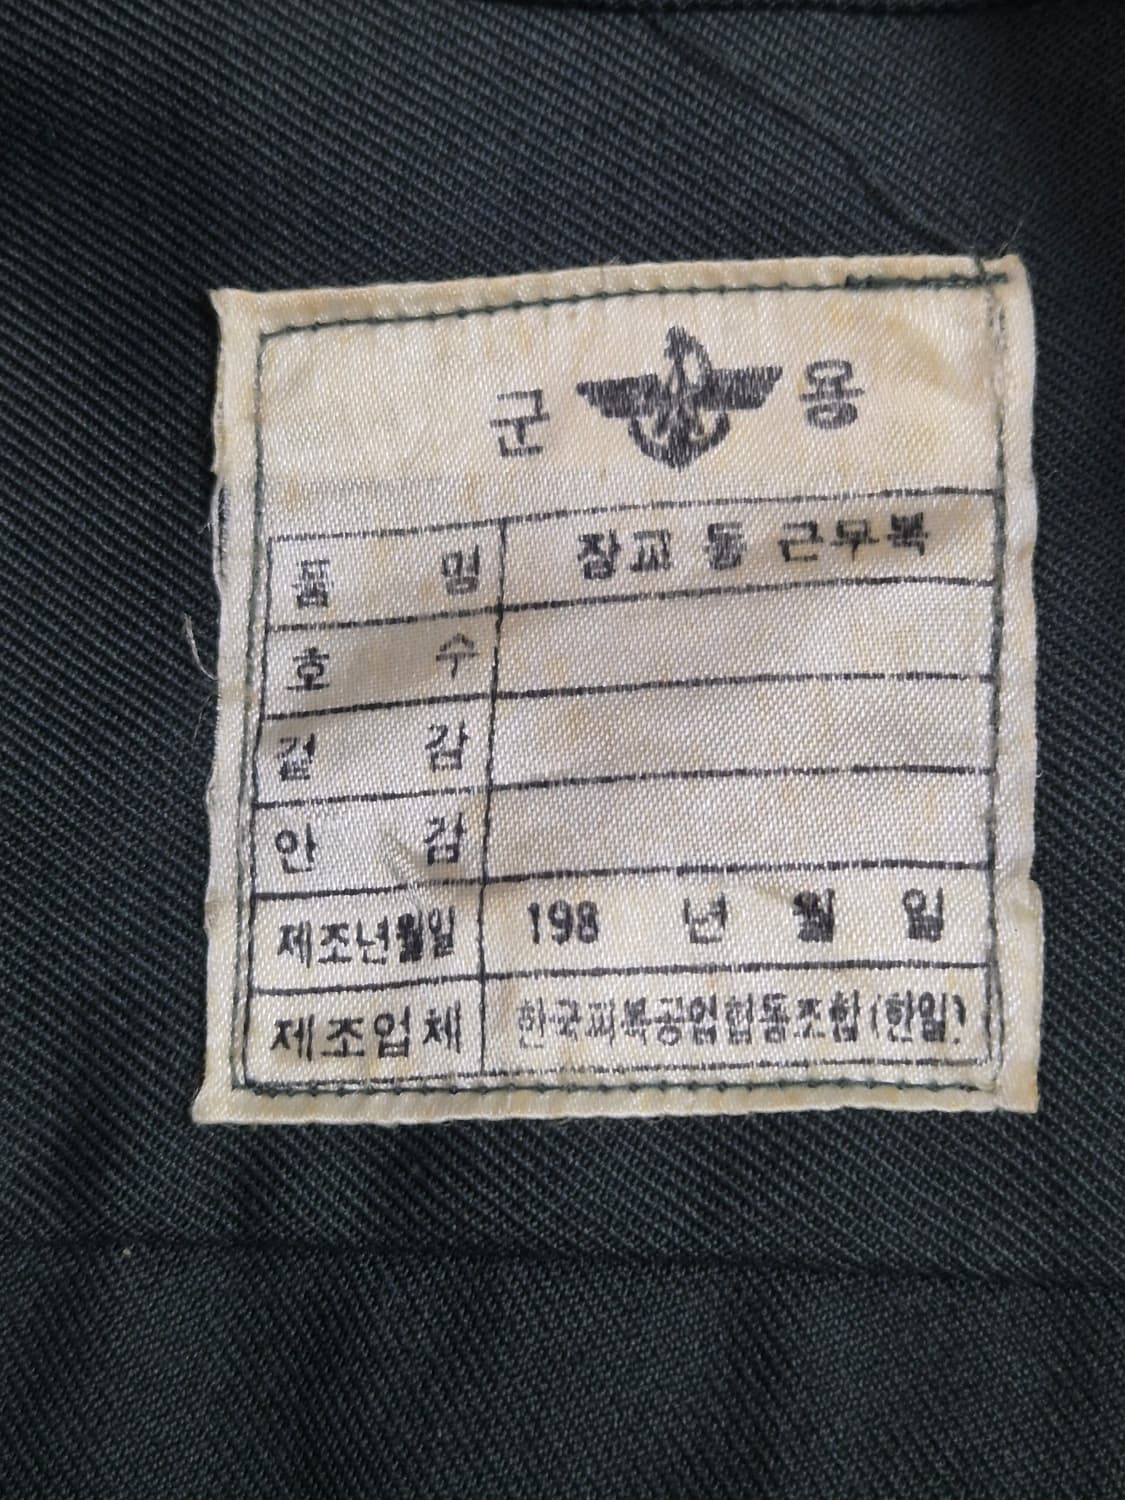 군 용
품 명 장교 동 근무복
호 수
겉 감
안 감
제조년월일 198 년 월 일
제조업체 한국피복공업협동조합(한일)